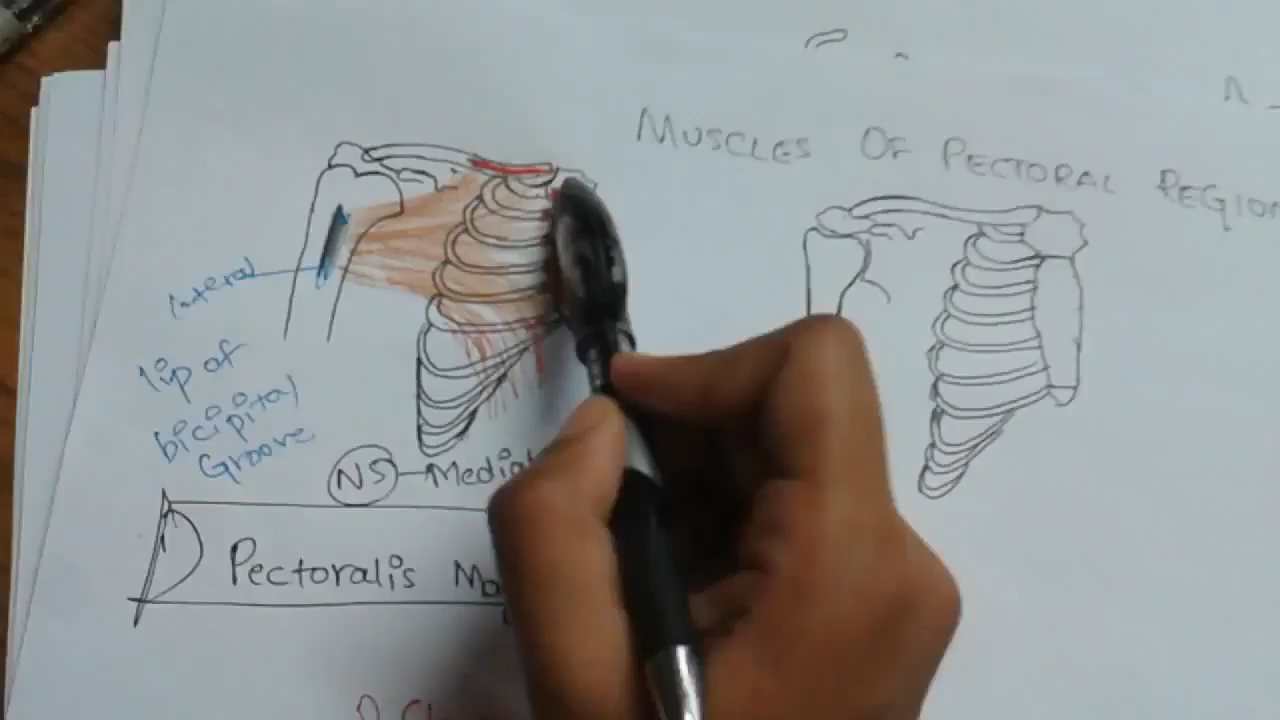 MUSCLES OF PECTORAL REGION
lateral
lip of
bicipital
Groove
NS
Pectoralis